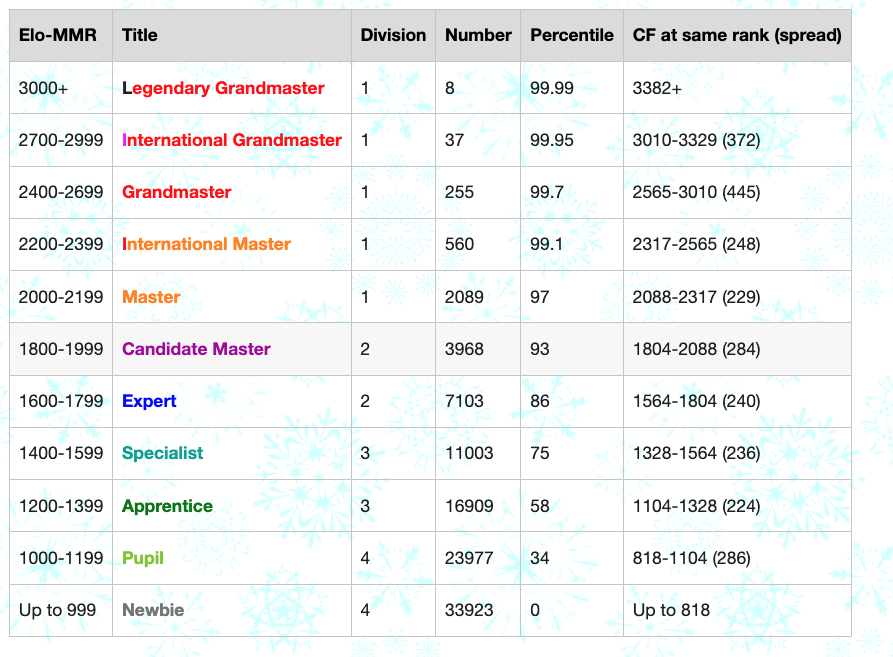 Elo-MMR Title Division Number Percentile CF at same rank (spread)
3000+ Legendary Grandmaster 1 8 99.99 3382+
2700-2999 International Grandmaster 1 37 99.95 3010-3329 (372)
2400-2699 Grandmaster 1 255 99.7 2565-3010 (445)
2200-2399 International Master 1 560 99.1 2317-2565 (248)
2000-2199 Master 1 2089 97 2088-2317 (229)
1800-1999 Candidate Master 2 3968 93 1804-2088 (284)
1600-1799 Expert 2 7103 86 1564-1804 (240)
1400-1599 Specialist 3 11003 75 1328-1564 (236)
1200-1399 Apprentice 3 16909 58 1104-1328 (224)
1000-1199 Pupil 4 23977 34 818-1104 (286)
Up to 999 Newbie 4 33923 0 Up to 818